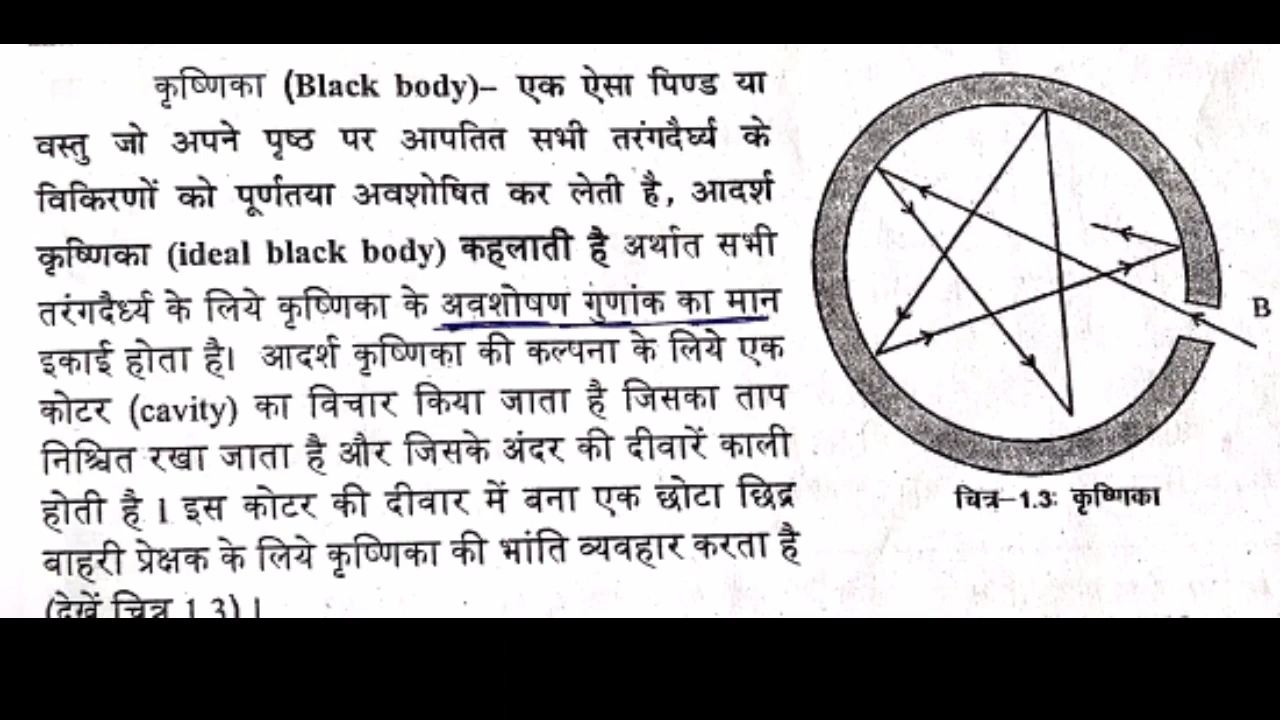 कृष्णिका (Black body)– एक ऐसा पिण्ड या
वस्तु जो अपने पृष्ठ पर आपतित सभी तरंगदैर्घ्य के
विकिरणों को पूर्णतया अवशोषित कर लेती है, आदर्श
कृष्णिका (ideal black body) कहलाती है अर्थात सभी
तरंगदैर्ध्य के लिये कृष्णिका के अवशोषण गुणांक का मान
इकाई होता है। आदर्श कृष्णिका की कल्पना के लिये एक
कोटर (cavity) का विचार किया जाता है जिसका ताप
निश्चित रखा जाता है और जिसके अंदर की दीवारें काली
होती है । इस कोटर की दीवार में बना एक छोटा छिद्र
बाहरी प्रेक्षक के लिये कृष्णिका की भांति व्यवहार करता है
(देखें चित्र 1.3) ।
B
चित्र–1.3: कृष्णिका